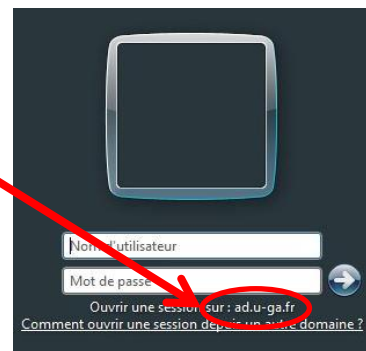 Nom d'utilisateur
Mot de passe
Ouvrir une session sur : ad.u-ga.fr
Comment ouvrir une session depuis un autre domaine ?